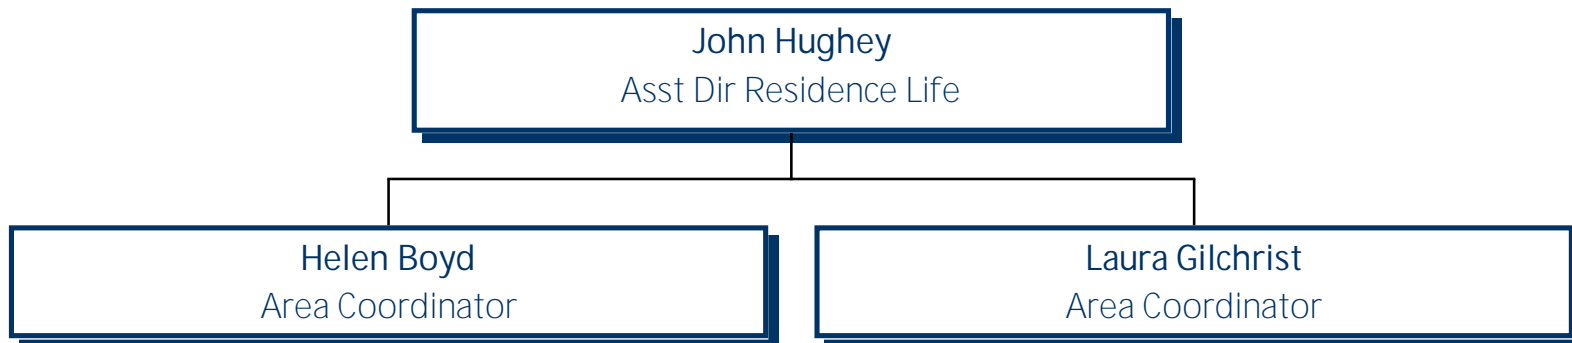 John Hughey
Asst Dir Residence Life
Helen Boyd
Area Coordinator
Laura Gilchrist
Area Coordinator